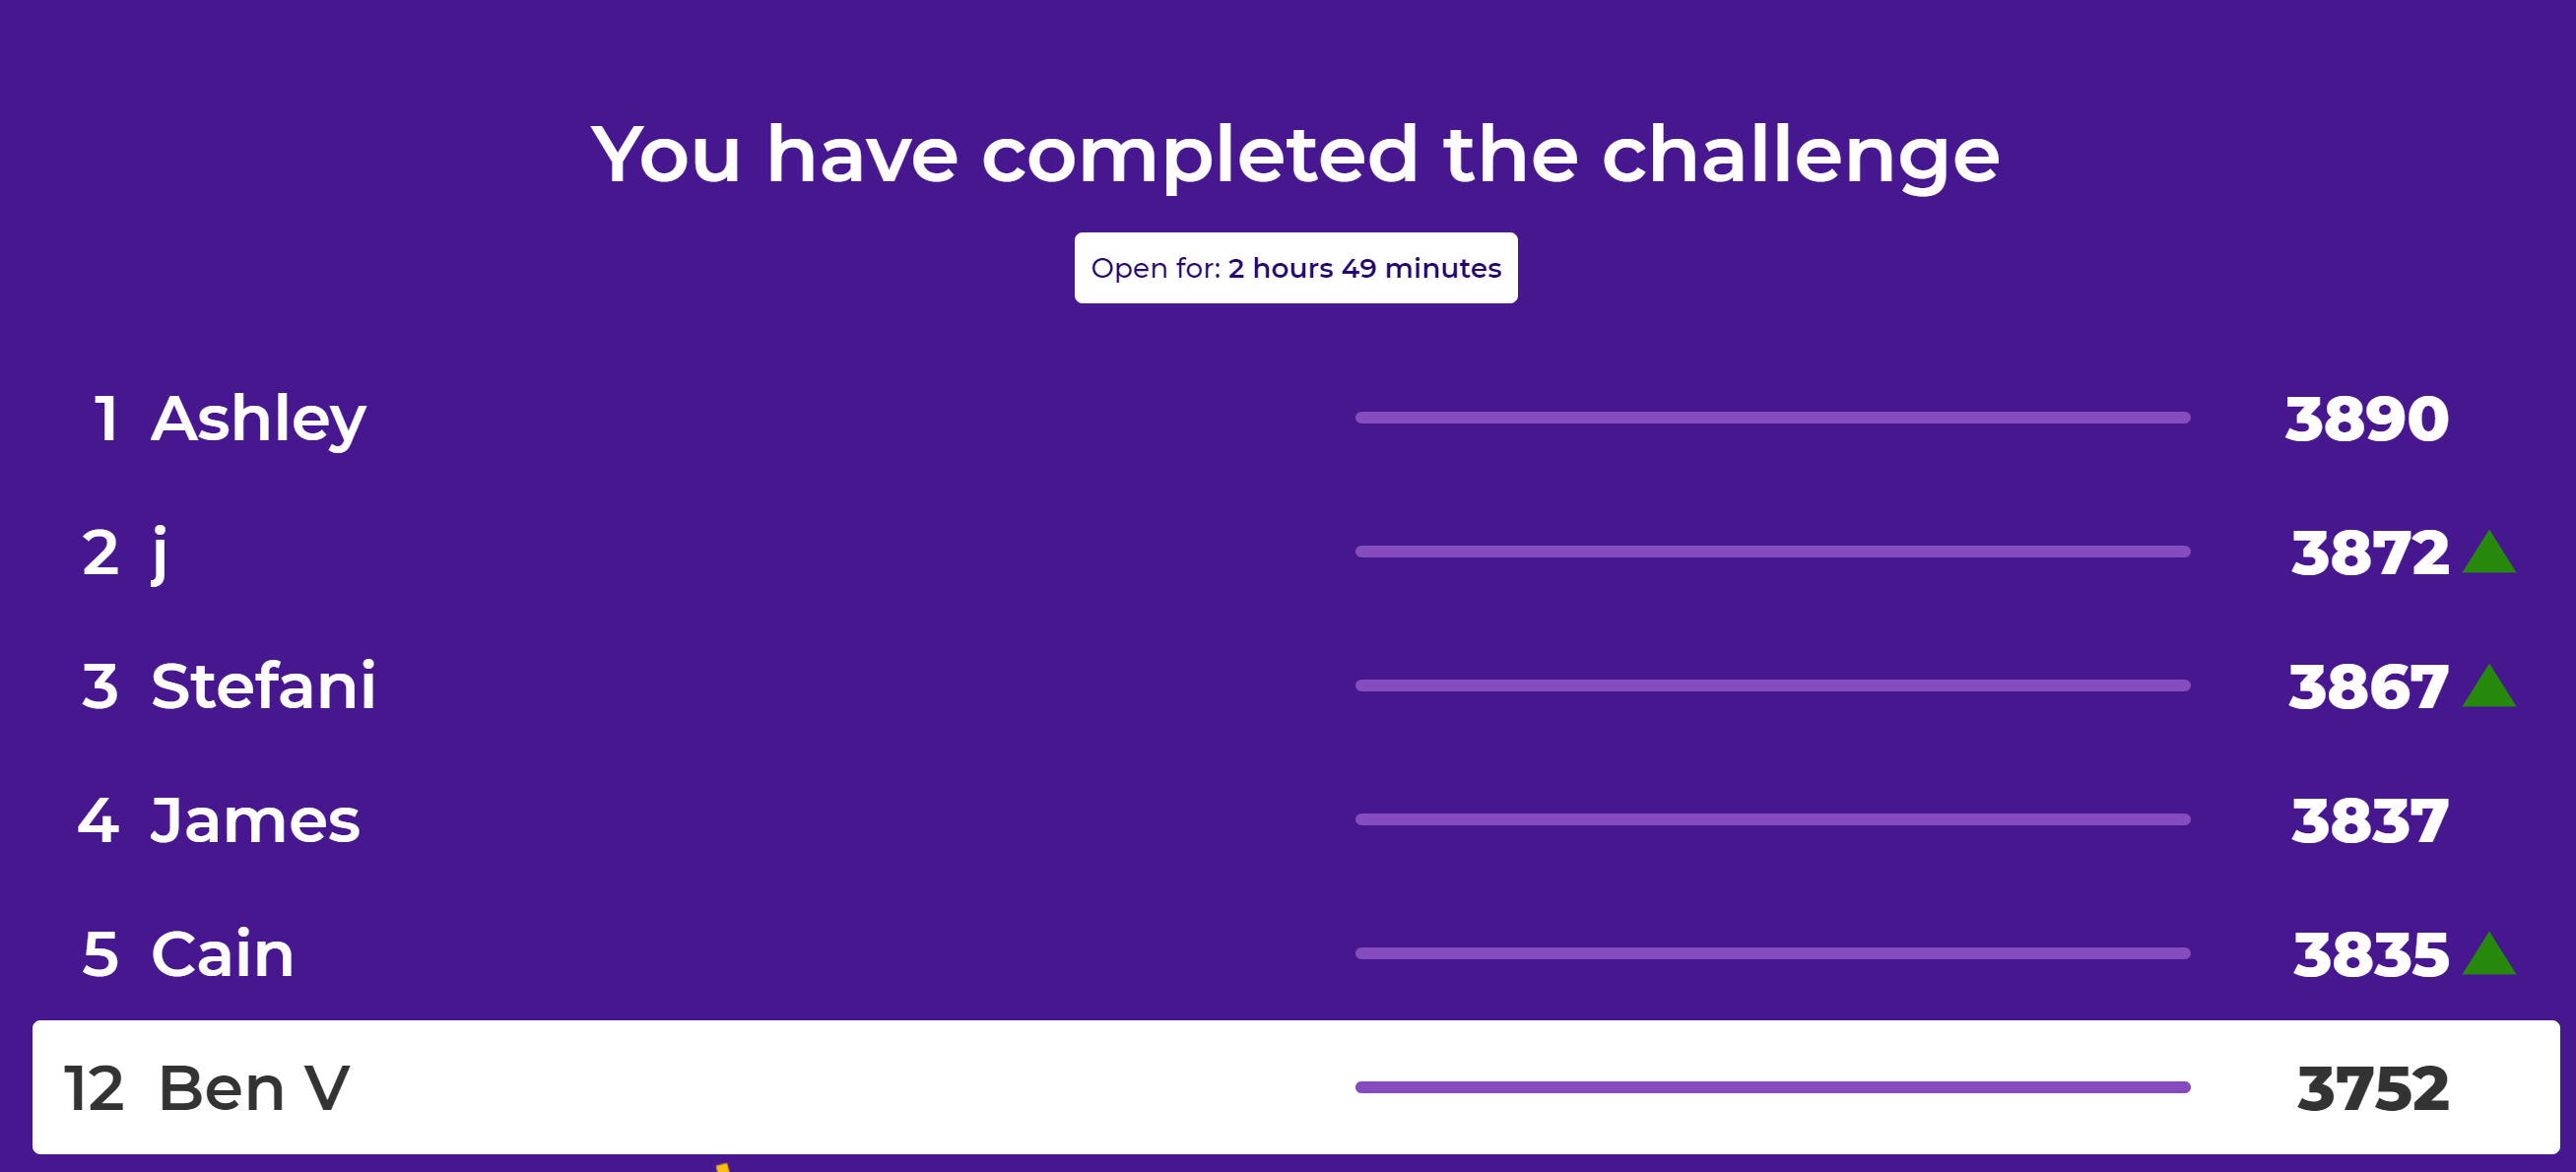 You have completed the challenge
Open for: 2 hours 49 minutes
1 Ashley 3890
2 j 3872
3 Stefani 3867
4 James 3837
5 Cain 3835
12 Ben V 3752